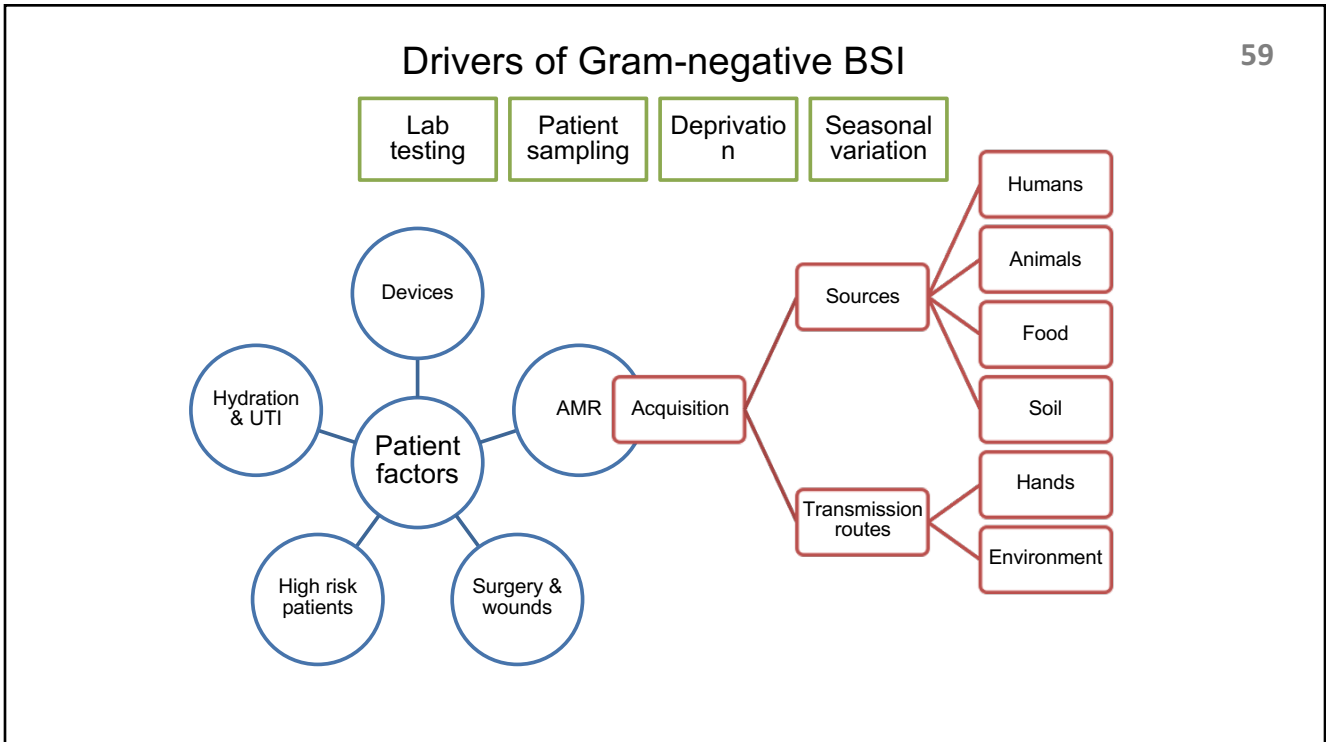 Drivers of Gram-negative BSI
59
Lab
testing
Patient
sampling
Deprivatio
n
Seasonal
variation
Humans
Animals
Food
Soil
Hands
Environment
Sources
Transmission
routes
Acquisition
Devices
Hydration
& UTI
AMR
Patient
factors
High risk
patients
Surgery &
wounds